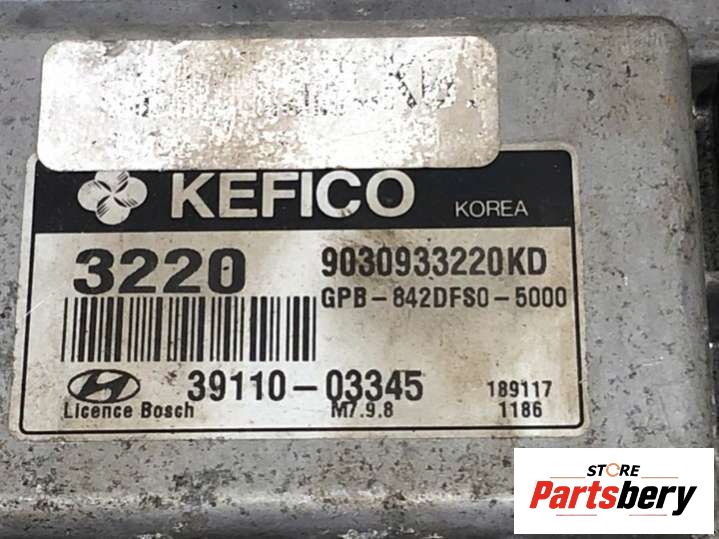 KEFICO KOREA
3220 9030933220KD
GPB-842DFS0-5000
39110-03345 189117
Licence Bosch M7.9.8 1186
STORE
Partsbery